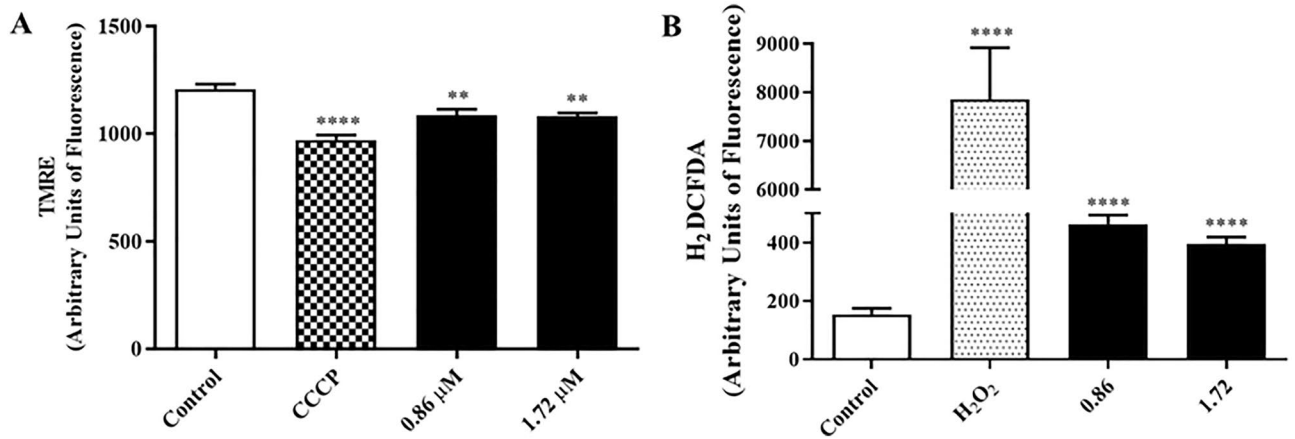 A
TMRE
(Arbitrary Units of Fluorescence)
1500
1000
500
0
****
**
**
Control
CCCP
0.86 µM
1.72 µM
B
H₂DCFDA
(Arbitrary Units of Fluorescence)
9000
8000
7000
6000
400
200
0
****
****
****
Control
H₂O₂
0.86
1.72